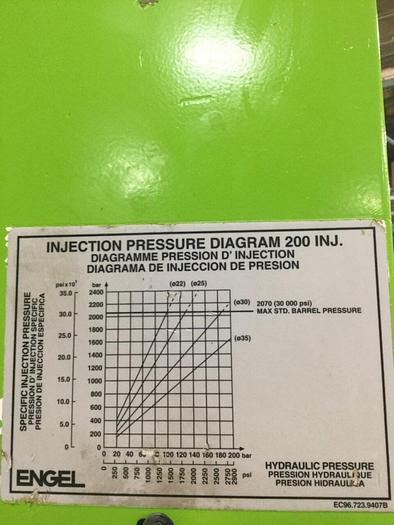 INJECTION PRESSURE DIAGRAM 200 INJ.
DIAGRAMME PRESSION D' INJECTION
DIAGRAMA DE INJECCION DE PRESION
SPECIFIC INJECTION PRESSURE
PRESSION D' INJECTION SPECIFIC
PRESION DE INJECCION ESPECIFICA
psi x 10³ bar (ø22) (ø25)
35.0 2400
2200
30.0 2000
(ø30) 2070 (30 000 psi)
MAX STD. BARREL PRESSURE
25.0 1800
1600
20.0 1400
(ø35)
15.0 1200
1000
10.0 800
600
5.0 400
200
0
0 20 40 60 80 100 120 140 160 180 200 bar
0 250 500 750 1000 1250 1500 1750 2000 2250 2500 2750 2900 psi
HYDRAULIC PRESSURE
PRESSION HYDRAULIQUE
PRESION HIDRAULICA
ENGEL
EC96.723.9407B